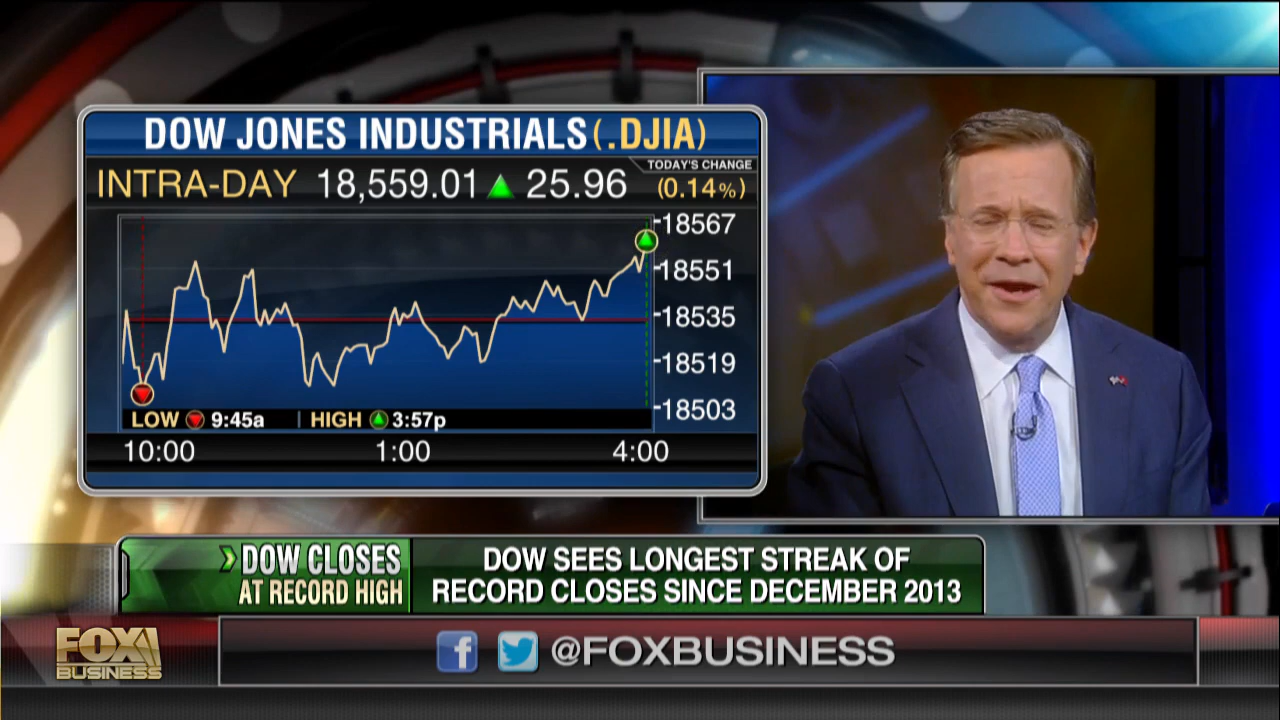 DOW JONES INDUSTRIALS (.DJIA)
TODAY'S CHANGE
INTRA-DAY 18,559.01 25.96 (0.14%)
18567
18551
18535
18519
18503
LOW 9:45a | HIGH 3:57p
10:00 1:00 4:00
DOW CLOSES
AT RECORD HIGH
DOW SEES LONGEST STREAK OF
RECORD CLOSES SINCE DECEMBER 2013
FOX
BUSINESS
f @FOXBUSINESS